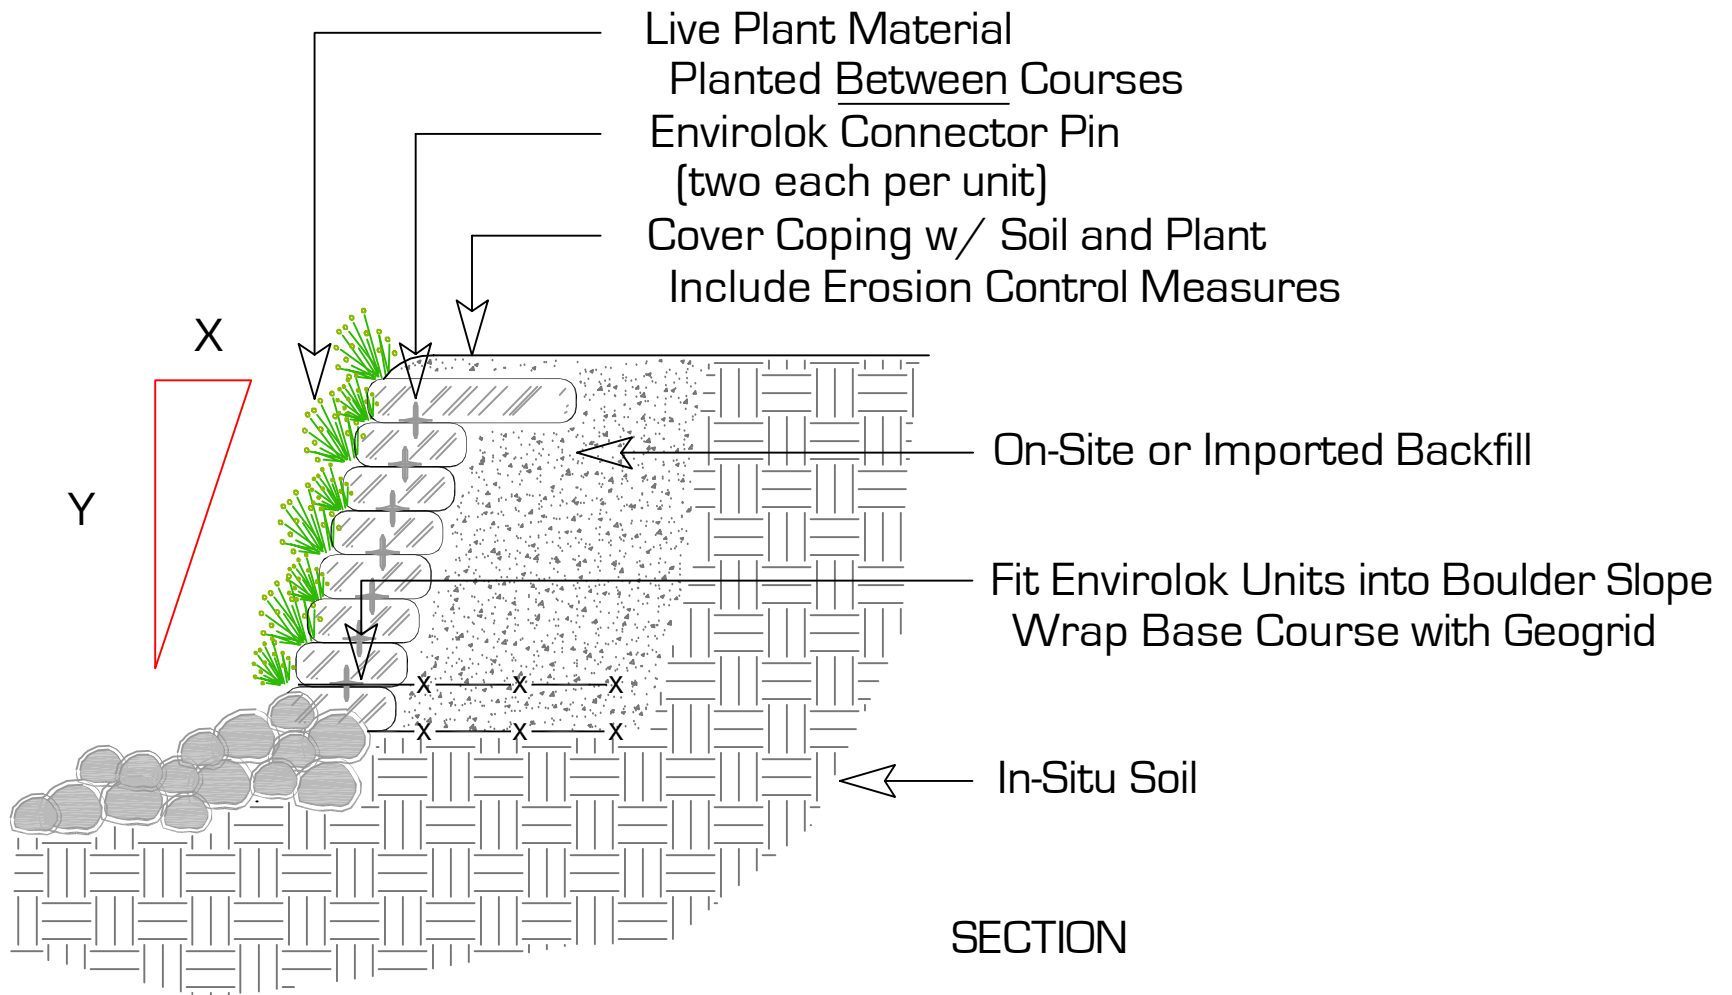 Live Plant Material
Planted Between Courses
Envirolok Connector Pin
(two each per unit)
Cover Coping w/ Soil and Plant
Include Erosion Control Measures
X
Y
On-Site or Imported Backfill
Fit Envirolok Units into Boulder Slope
Wrap Base Course with Geogrid
X X X
X X X
In-Situ Soil
SECTION